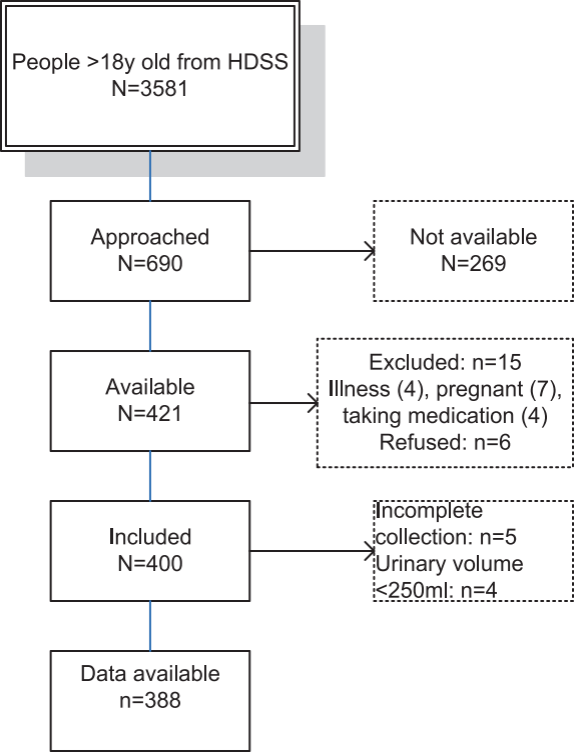 People >18y old from HDSS
N=3581
Approached
N=690
Not available
N=269
Available
N=421
Excluded: n=15
Illness (4), pregnant (7),
taking medication (4)
Refused: n=6
Included
N=400
Incomplete
collection: n=5
Urinary volume
<250ml: n=4
Data available
n=388